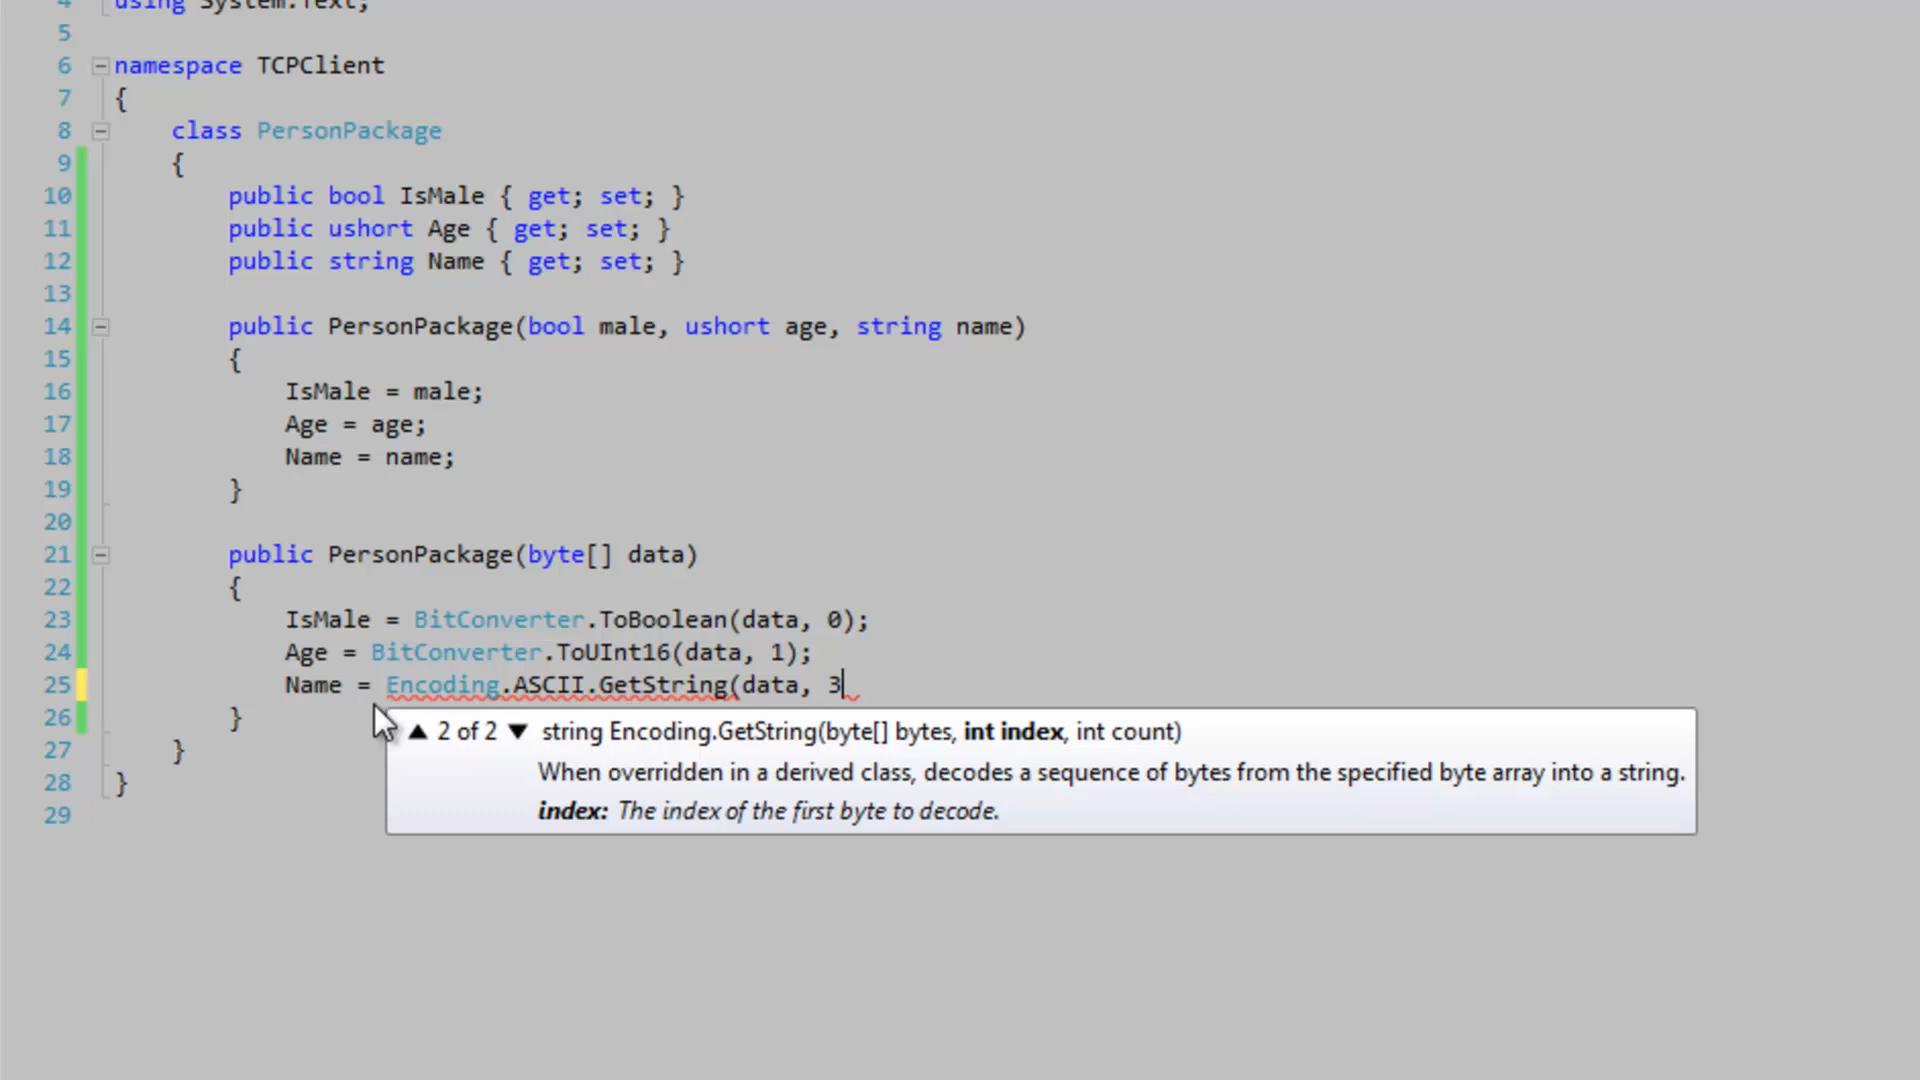 4 using System.Text;
5
6 namespace TCPClient
7 {
8 class PersonPackage
9 {
10 public bool IsMale { get; set; }
11 public ushort Age { get; set; }
12 public string Name { get; set; }
13
14 public PersonPackage(bool male, ushort age, string name)
15 {
16 IsMale = male;
17 Age = age;
18 Name = name;
19 }
20
21 public PersonPackage(byte[] data)
22 {
23 IsMale = BitConverter.ToBoolean(data, 0);
24 Age = BitConverter.ToUInt16(data, 1);
25 Name = Encoding.ASCII.GetString(data, 3
26 }
▲ 2 of 2 ▼ string Encoding.GetString(byte[] bytes, int index, int count)
When overridden in a derived class, decodes a sequence of bytes from the specified byte array into a string.
index: The index of the first byte to decode.
27 }
28 }
29